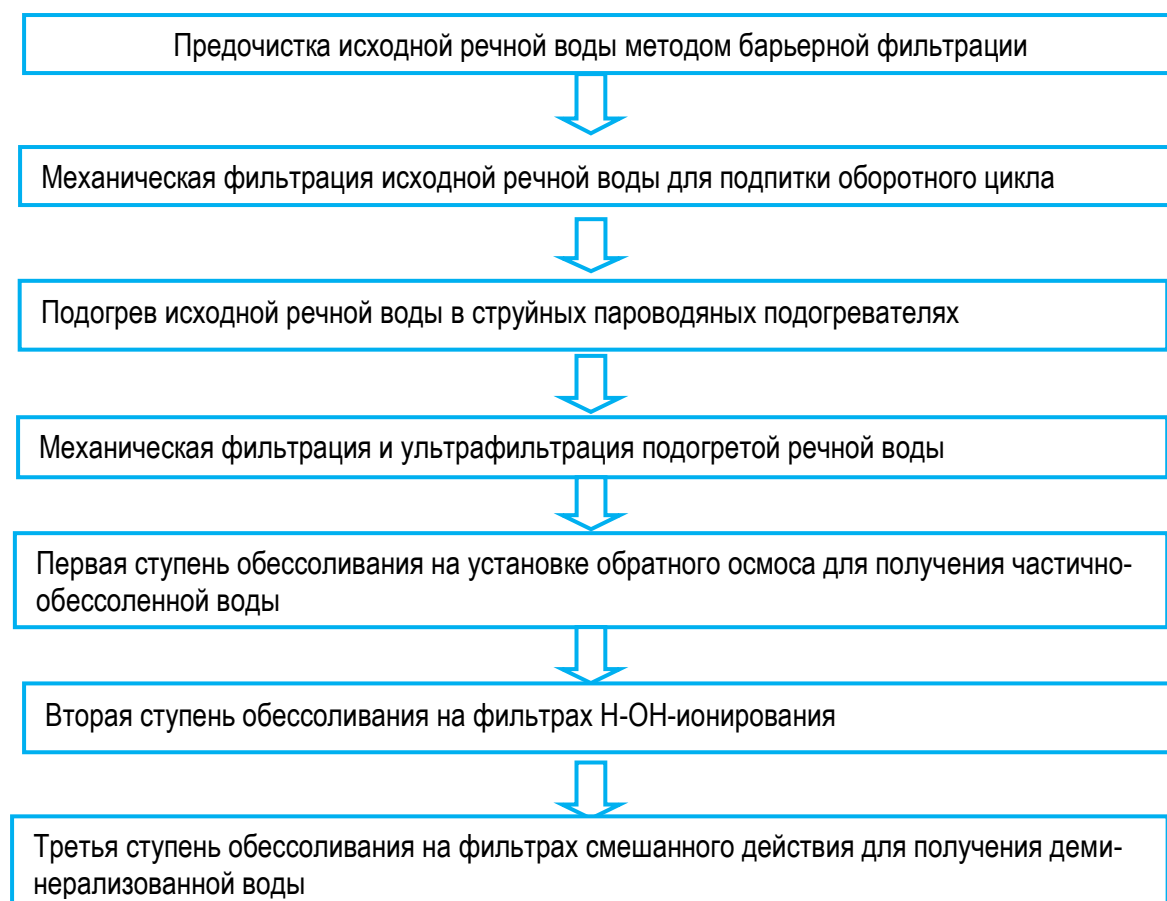 Предочистка исходной речной воды методом барьерной фильтрации
Механическая фильтрация исходной речной воды для подпитки оборотного цикла
Подогрев исходной речной воды в струйных пароводяных подогревателях
Механическая фильтрация и ультрафильтрация подогретой речной воды
Первая ступень обессоливания на установке обратного осмоса для получения частично-
обессоленной воды
Вторая ступень обессоливания на фильтрах Н-ОН-ионирования
Третья ступень обессоливания на фильтрах смешанного действия для получения деми-
нерализованной воды